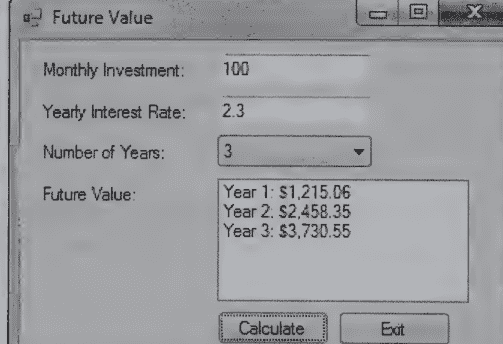 Future Value
Monthly Investment: 100
Yearly Interest Rate: 2.3
Number of Years: 3
Future Value:
Year 1: $1,215.06
Year 2: $2,458.35
Year 3: $3,730.55
Calculate Exit